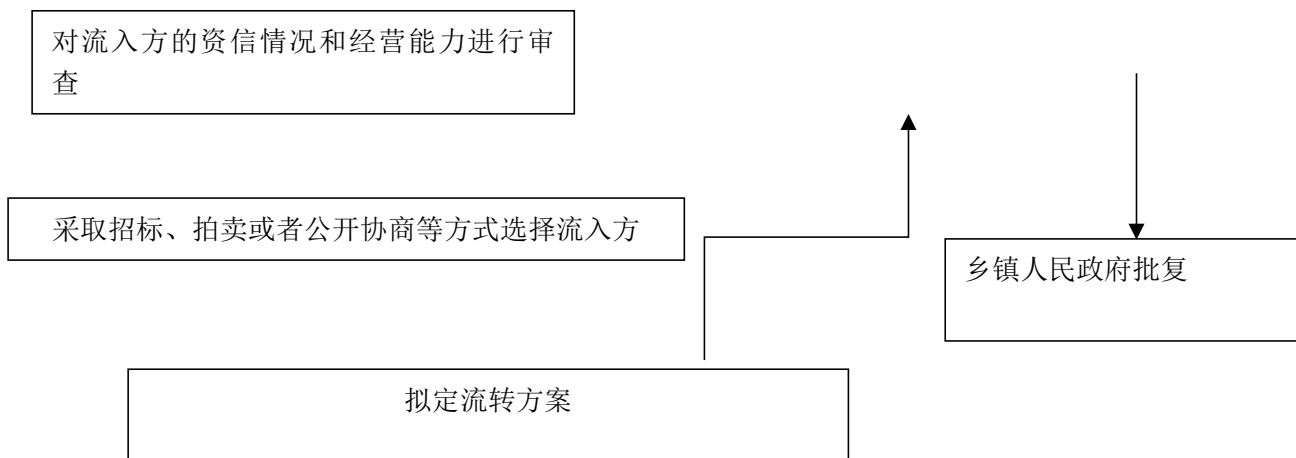 对流入方的资信情况和经营能力进行审
查
采取招标、拍卖或者公开协商等方式选择流入方
乡镇人民政府批复
拟定流转方案